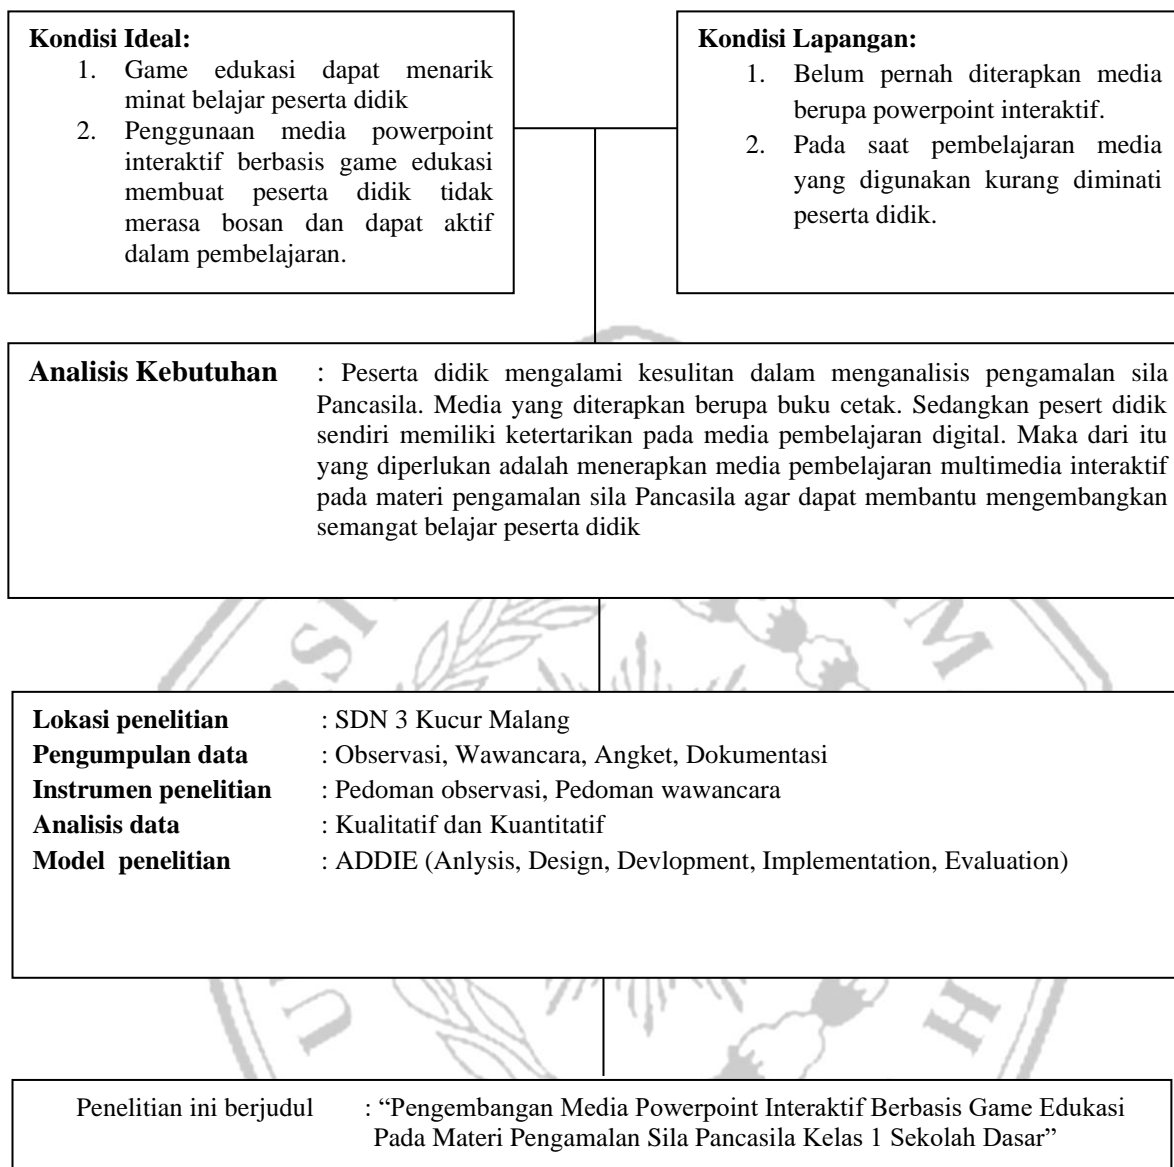 Kondisi Ideal:
1. Game edukasi dapat menarik
minat belajar peserta didik
2. Penggunaan media powerpoint
interaktif berbasis game edukasi
membuat peserta didik tidak
merasa bosan dan dapat aktif
dalam pembelajaran.
Kondisi Lapangan:
1. Belum pernah diterapkan media
berupa powerpoint interaktif.
2. Pada saat pembelajaran media
yang digunakan kurang diminati
peserta didik.
Analisis Kebutuhan : Peserta didik mengalami kesulitan dalam menganalisis pengamalan sila
Pancasila. Media yang diterapkan berupa buku cetak. Sedangkan pesert didik
sendiri memiliki ketertarikan pada media pembelajaran digital. Maka dari itu
yang diperlukan adalah menerapkan media pembelajaran multimedia interaktif
pada materi pengamalan sila Pancasila agar dapat membantu mengembangkan
semangat belajar peserta didik
Lokasi penelitian : SDN 3 Kucur Malang
Pengumpulan data : Observasi, Wawancara, Angket, Dokumentasi
Instrumen penelitian : Pedoman observasi, Pedoman wawancara
Analisis data : Kualitatif dan Kuantitatif
Model penelitian : ADDIE (Anlysis, Design, Devlopment, Implementation, Evaluation)
Penelitian ini berjudul : “Pengembangan Media Powerpoint Interaktif Berbasis Game Edukasi
Pada Materi Pengamalan Sila Pancasila Kelas 1 Sekolah Dasar”